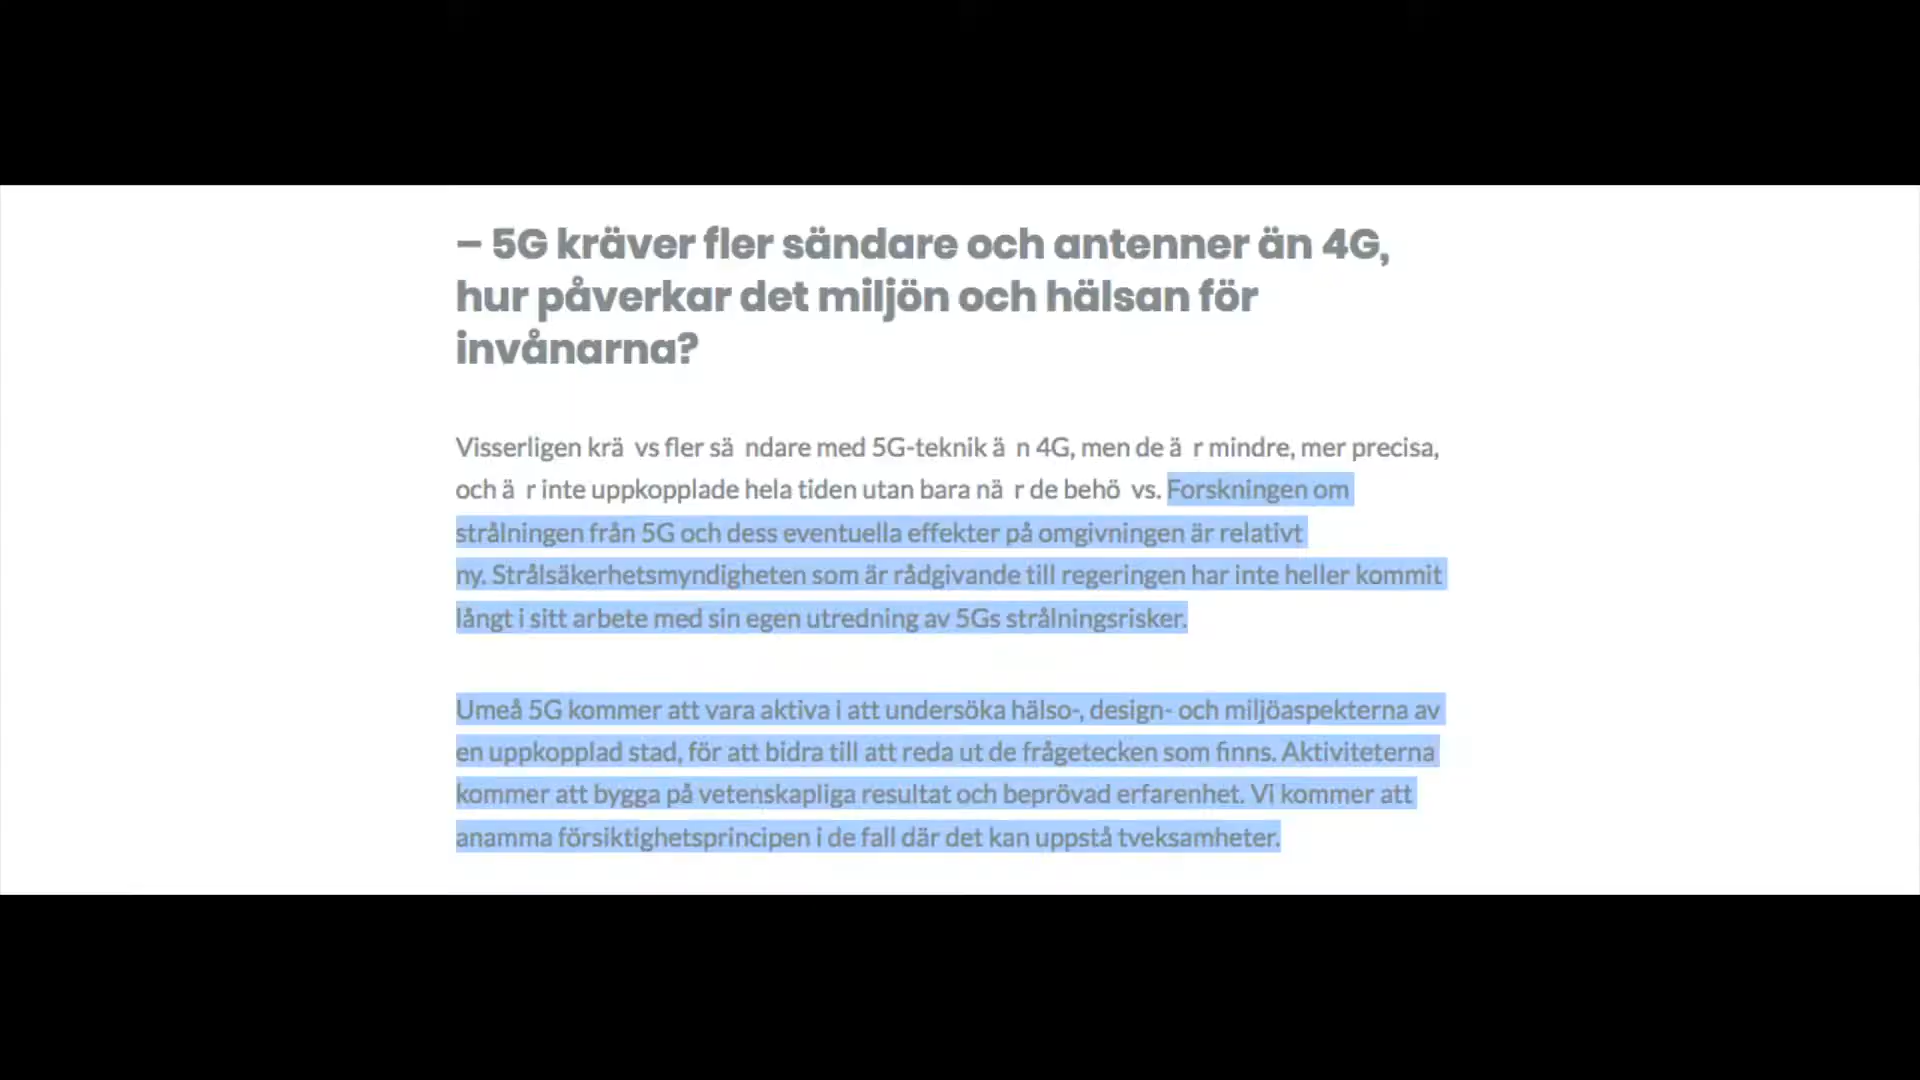 – 5G kräver fler sändare och antenner än 4G,
hur påverkar det miljön och hälsan för
invånarna?
Visserligen krä vs fler sä ndare med 5G-teknik ä n 4G, men de ä r mindre, mer precisa,
och ä r inte uppkopplade hela tiden utan bara nä r de behö vs. Forskningen om
strålningen från 5G och dess eventuella effekter på omgivningen är relativt
ny. Strålsäkerhetsmyndigheten som är rådgivande till regeringen har inte heller kommit
långt i sitt arbete med sin egen utredning av 5Gs strålningsrisker.
Umeå 5G kommer att vara aktiva i att undersöka hälso-, design- och miljöaspekterna av
en uppkopplad stad, för att bidra till att reda ut de frågetecken som finns. Aktiviteterna
kommer att bygga på vetenskapliga resultat och beprövad erfarenhet. Vi kommer att
anamma försiktighetsprincipen i de fall där det kan uppstå tveksamheter.